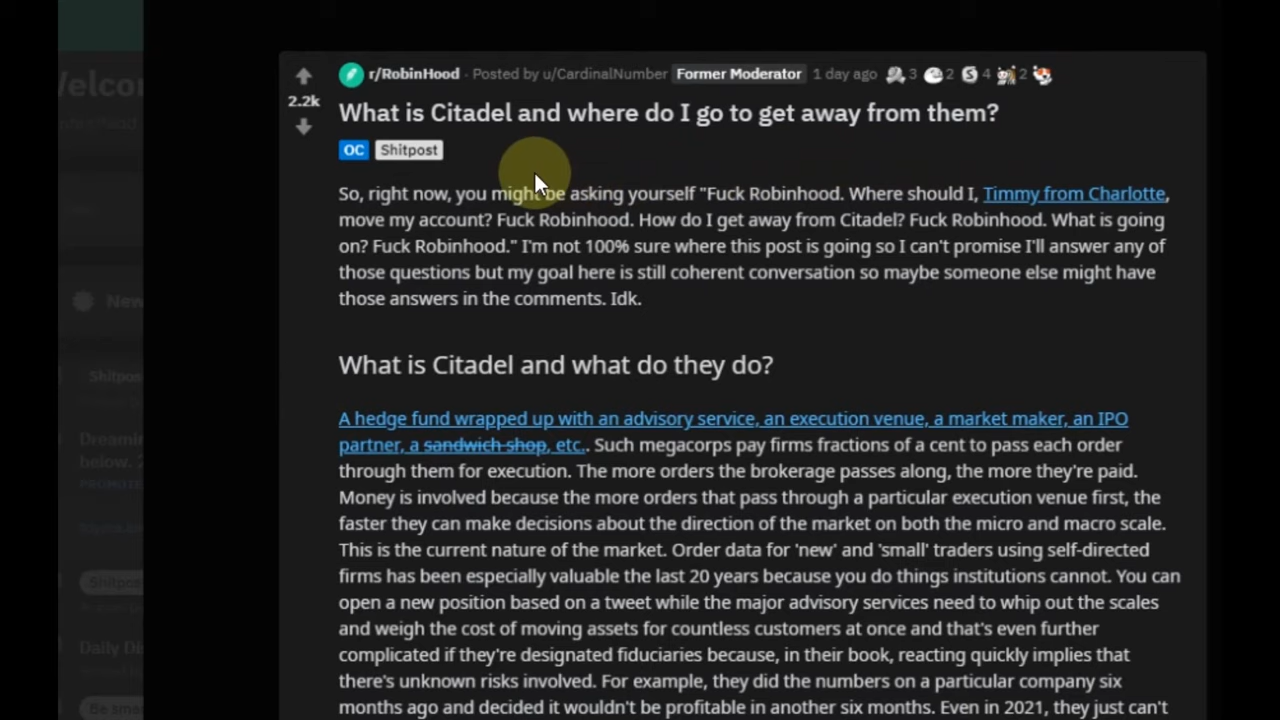 Welcom
r/RobinHood · Posted by u/CardinalNumber Former Moderator 1 day ago 3 2 4 2
2.2k
What is Citadel and where do I go to get away from them?
OC Shitpost
So, right now, you might be asking yourself "Fuck Robinhood. Where should I, Timmy from Charlotte,
move my account? Fuck Robinhood. How do I get away from Citadel? Fuck Robinhood. What is going
on? Fuck Robinhood." I'm not 100% sure where this post is going so I can't promise I'll answer any of
those questions but my goal here is still coherent conversation so maybe someone else might have
those answers in the comments. Idk.
New
What is Citadel and what do they do?
Shitpos
A hedge fund wrapped up with an advisory service, an execution venue, a market maker, an IPO
partner, a sandwich shop, etc.. Such megacorps pay firms fractions of a cent to pass each order
through them for execution. The more orders the brokerage passes along, the more they're paid.
Money is involved because the more orders that pass through a particular execution venue first, the
faster they can make decisions about the direction of the market on both the micro and macro scale.
This is the current nature of the market. Order data for 'new' and 'small' traders using self-directed
firms has been especially valuable the last 20 years because you do things institutions cannot. You can
open a new position based on a tweet while the major advisory services need to whip out the scales
and weigh the cost of moving assets for countless customers at once and that's even further
complicated if they're designated fiduciaries because, in their book, reacting quickly implies that
there's unknown risks involved. For example, they did the numbers on a particular company six
months ago and decided it wouldn't be profitable in another six months. Even in 2021, they just can't
Dreamin
below. 2
PROMOTE
Shitpos
Daily Dis
Be smar